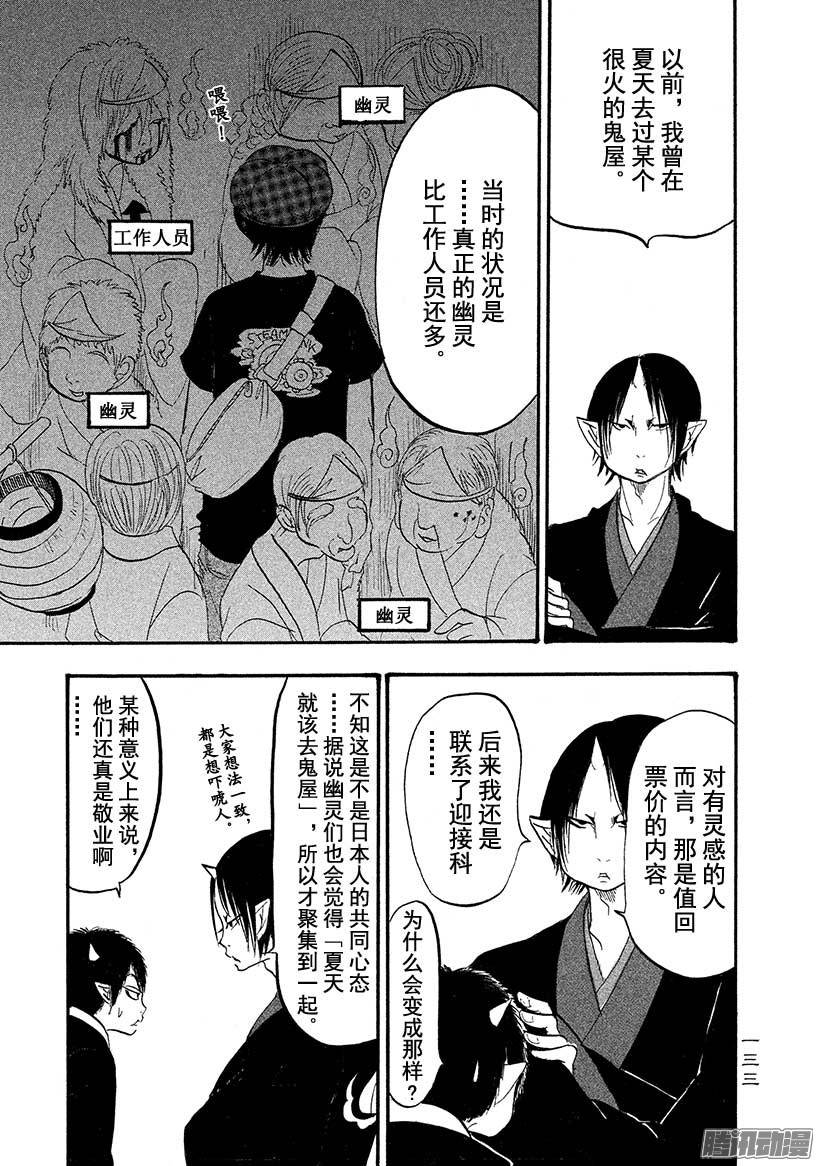 以前，我曾在
夏天去过某个
很火的鬼屋。
当时的状况是
……真正的幽灵
比工作人员还多。
幽灵
喂喂！
工作人员
幽灵
幽灵
TEAM
对有灵感的人
而言，那是值回
票价的内容。
后来我还是
联系了迎接科
……
为什么会变成那样？
不知这是不是日本人的共同心态
……据说幽灵们也会觉得「夏天
就该去鬼屋」，所以才聚集到一起。
大家想法一致，
都是想吓唬人。
某种意义上来说，
他们还真是敬业啊
……
一三三
腾讯动漫